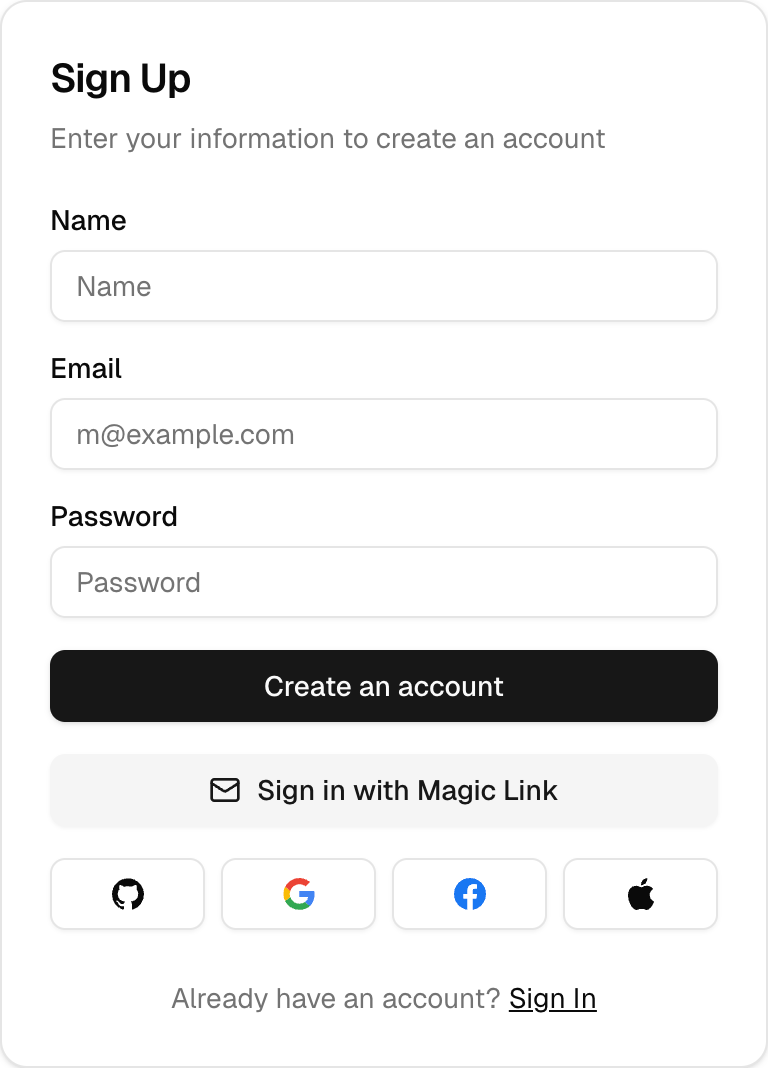 Sign Up
Enter your information to create an account
Name
Name
Email
m@example.com
Password
Password
Create an account
Sign in with Magic Link
Already have an account? Sign In